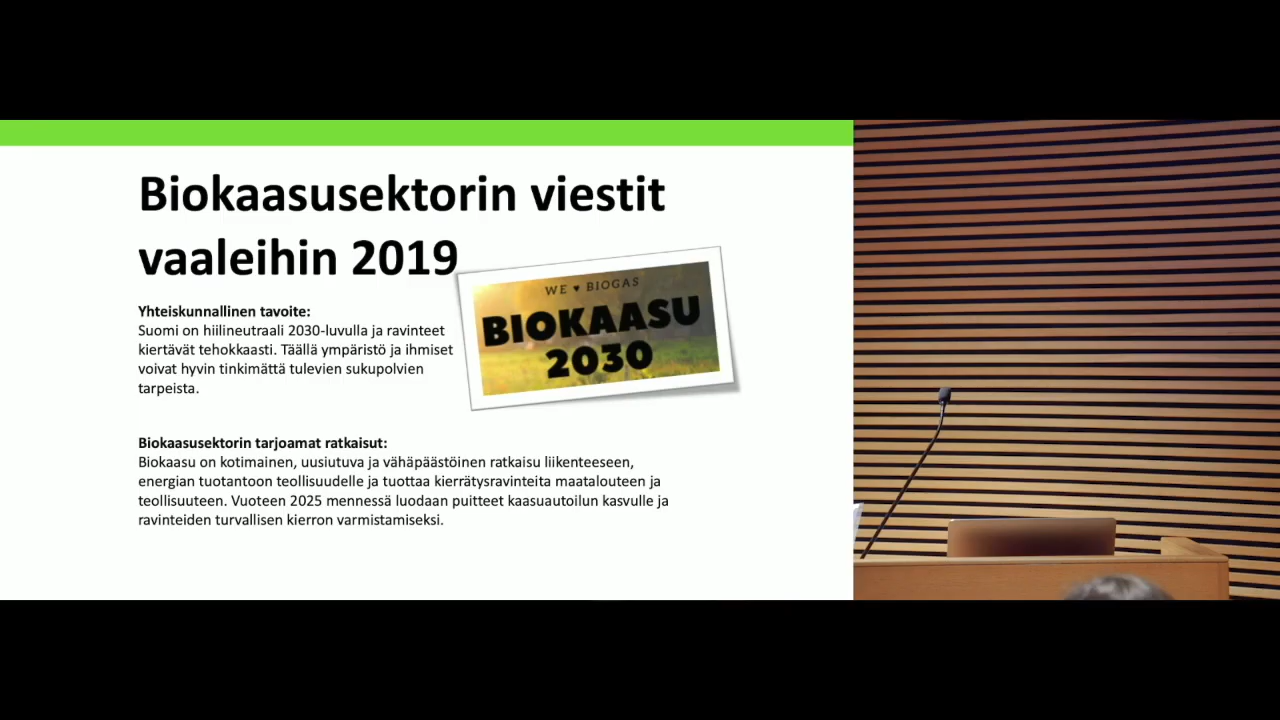 Biokaasusektorin viestit
vaaleihin 2019
WE ♥ BIOGAS
BIOKAASU
2030
Yhteiskunnallinen tavoite:
Suomi on hiilineutraali 2030-luvulla ja ravinteet
kiertävät tehokkaasti. Täällä ympäristö ja ihmiset
voivat hyvin tinkimättä tulevien sukupolvien
tarpeista.
Biokaasusektorin tarjoamat ratkaisut:
Biokaasu on kotimainen, uusiutuva ja vähäpäästöinen ratkaisu liikenteeseen,
energian tuotantoon teollisuudelle ja tuottaa kierrätysravinteita maatalouteen ja
teollisuuteen. Vuoteen 2025 mennessä luodaan puitteet kaasuautoilun kasvulle ja
ravinteiden turvallisen kierron varmistamiseksi.